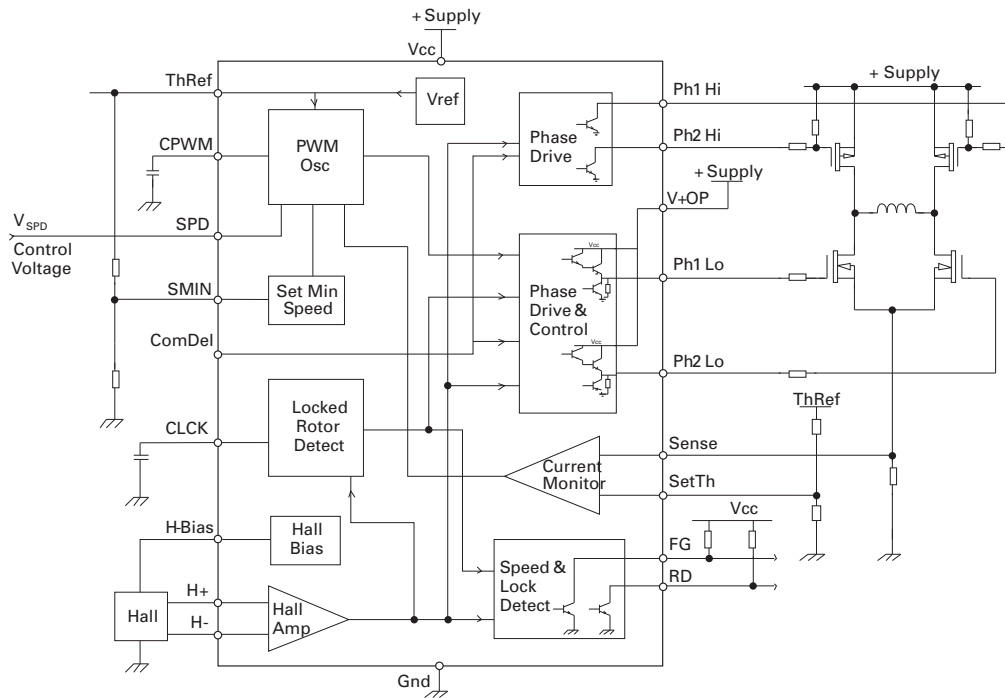 + Supply
Vcc
ThRef
Vref
Ph1 Hi
+ Supply
CPWM
PWM
Osc
Phase
Drive
Ph2 Hi
+ Supply
V+OP
VSPD
SPD
Control
Voltage
Vcc
Ph1 Lo
SMIN
Set Min
Speed
Phase
Drive &
Control
ComDel
Vcc
Ph2 Lo
Locked
Rotor
Detect
ThRef
CLCK
Sense
Current
Monitor
SetTh
Vcc
H-Bias
Hall
Bias
FG
Speed &
Lock
Detect
RD
H+
Hall
Hall
Amp
H-
Gnd